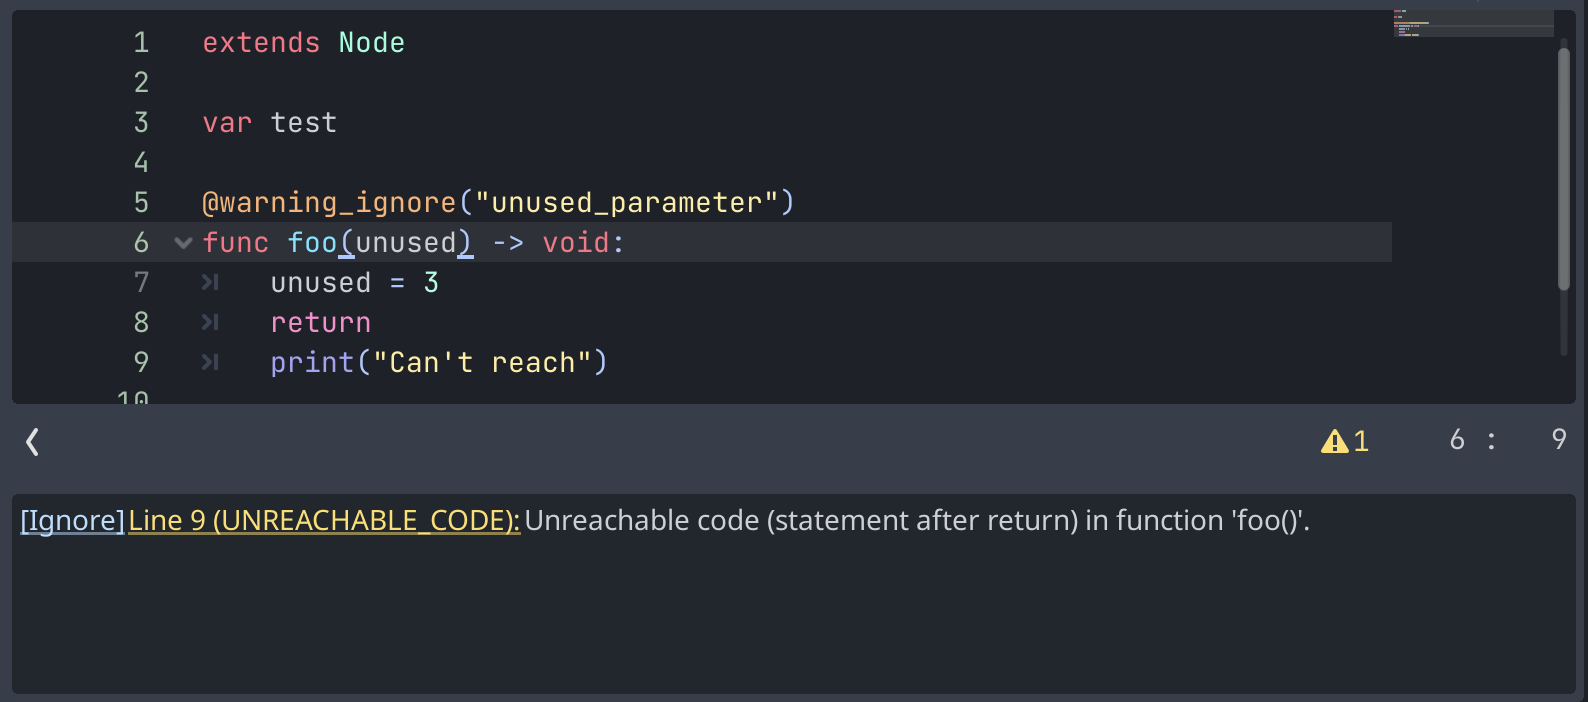 1 extends Node
2
3 var test
4
5 @warning_ignore("unused_parameter")
6 func foo(unused) -> void:
7 unused = 3
8 return
9 print("Can't reach")
10
1 6 : 9
[Ignore] Line 9 (UNREACHABLE_CODE): Unreachable code (statement after return) in function 'foo()'.